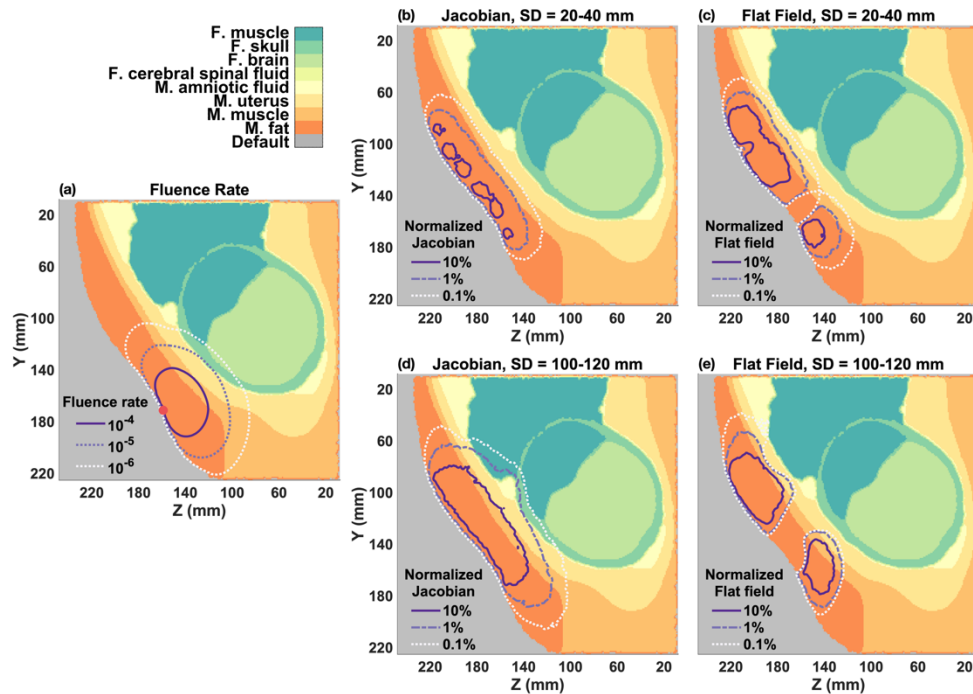 F. muscle
F. skull
F. brain
F. cerebral spinal fluid
M. amniotic fluid
M. uterus
M. muscle
M. fat
Default
(a) Fluence Rate
20
60
100
140
180
220
Y (mm)
Fluence rate
10-4
10-5
10-6
220 180 140 100 60 20
Z (mm)
(b) Jacobian, SD = 20-40 mm
20
60
100
140
180
220
Y (mm)
Normalized
Jacobian
10%
1%
0.1%
220 180 140 100 60 20
Z (mm)
(c) Flat Field, SD = 20-40 mm
Normalized
Flat field
10%
1%
0.1%
220 180 140 100 60 20
Z (mm)
(d) Jacobian, SD = 100-120 mm
20
60
100
140
180
220
Y (mm)
Normalized
Jacobian
10%
1%
0.1%
220 180 140 100 60 20
Z (mm)
(e) Flat Field, SD = 100-120 mm
Normalized
Flat field
10%
1%
0.1%
220 180 140 100 60 20
Z (mm)